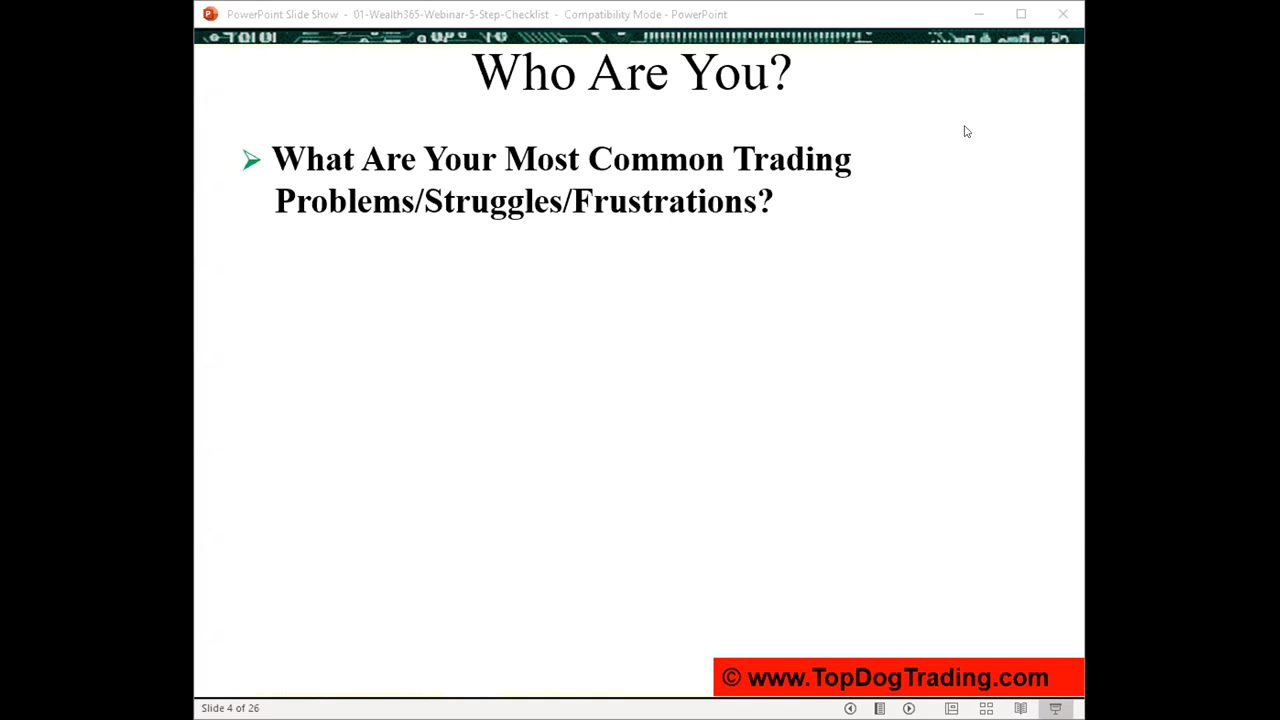 PowerPoint Slide Show - 01-Wealth365-Webinar-5-Step-Checklist - Compatibility Mode - PowerPoint
Who Are You?
What Are Your Most Common Trading
Problems/Struggles/Frustrations?
© www.TopDogTrading.com
Slide 4 of 26